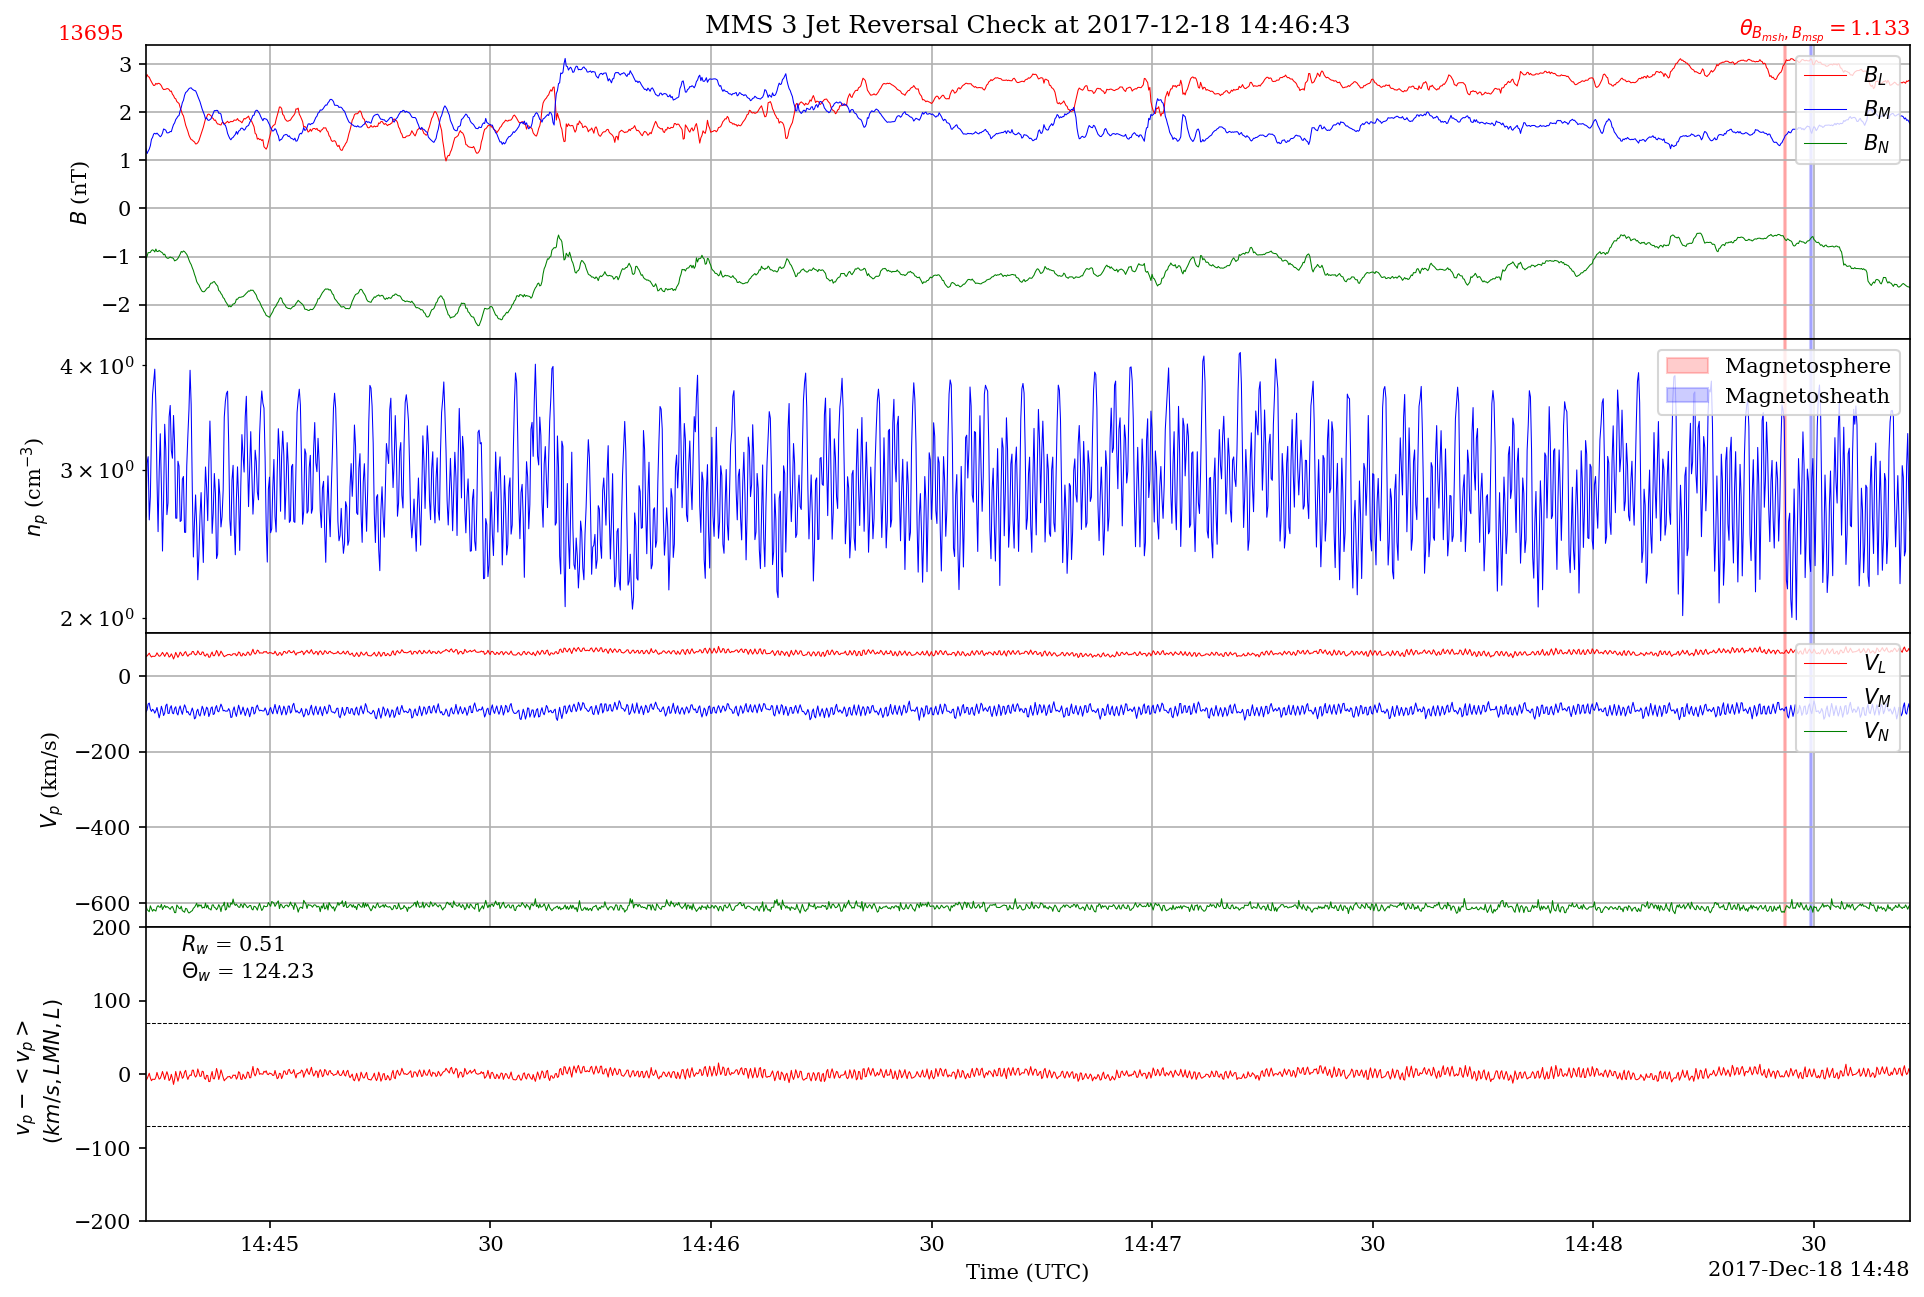 13695
MMS 3 Jet Reversal Check at 2017-12-18 14:46:43
θ_{B_{msh}, B_{msp}} = 1.133
3
2
1
0
−1
−2
B (nT)
B_L
B_M
B_N
4 × 10^0
3 × 10^0
2 × 10^0
n_p (cm^{−3})
Magnetosphere
Magnetosheath
0
−200
−400
−600
V_p (km/s)
V_L
V_M
V_N
200
100
0
−100
−200
v_p − < v_p >
(km/s, LMN, L)
R_w = 0.51
Θ_w = 124.23
14:45
30
14:46
30
14:47
30
14:48
30
Time (UTC)
2017-Dec-18 14:48